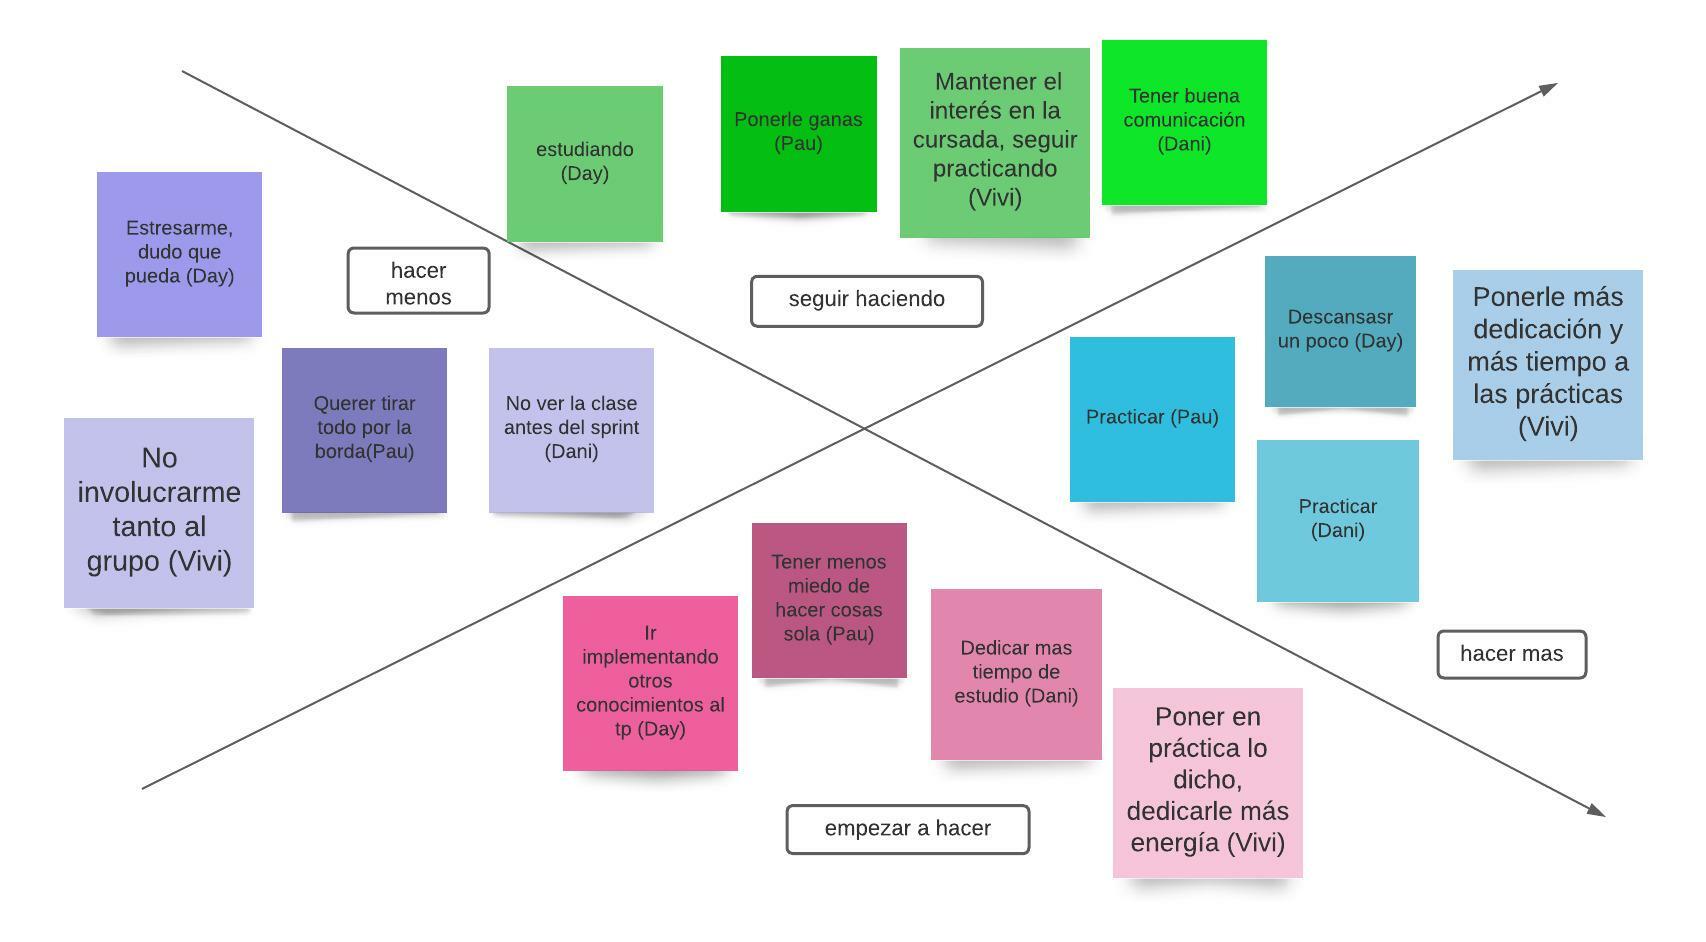 estudiando
(Day)
Ponerle ganas
(Pau)
Mantener el
interés en la
cursada, seguir
practicando
(Vivi)
Tener buena
comunicación
(Dani)
seguir haciendo
Estresarme,
dudo que
pueda (Day)
hacer
menos
Querer tirar
todo por la
borda(Pau)
No ver la clase
antes del sprint
(Dani)
No
involucrarme
tanto al
grupo (Vivi)
Practicar (Pau)
Descansasr
un poco (Day)
Ponerle más
dedicación y
más tiempo a
las prácticas
(Vivi)
Practicar
(Dani)
hacer mas
Ir
implementando
otros
conocimientos al
tp (Day)
Tener menos
miedo de
hacer cosas
sola (Pau)
Dedicar mas
tiempo de
estudio (Dani)
Poner en
práctica lo
dicho,
dedicarle más
energía (Vivi)
empezar a hacer